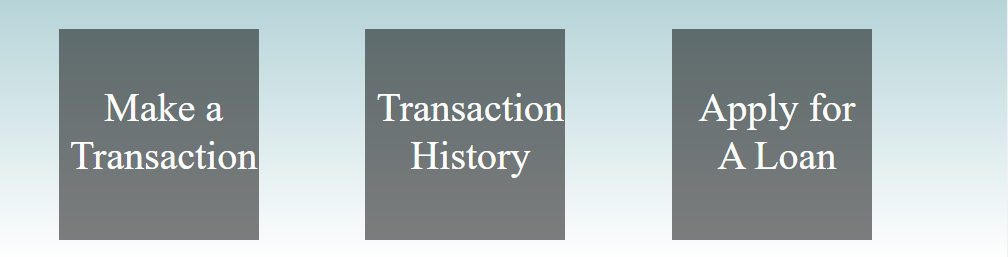 Make a
Transaction
Transaction
History
Apply for
A Loan